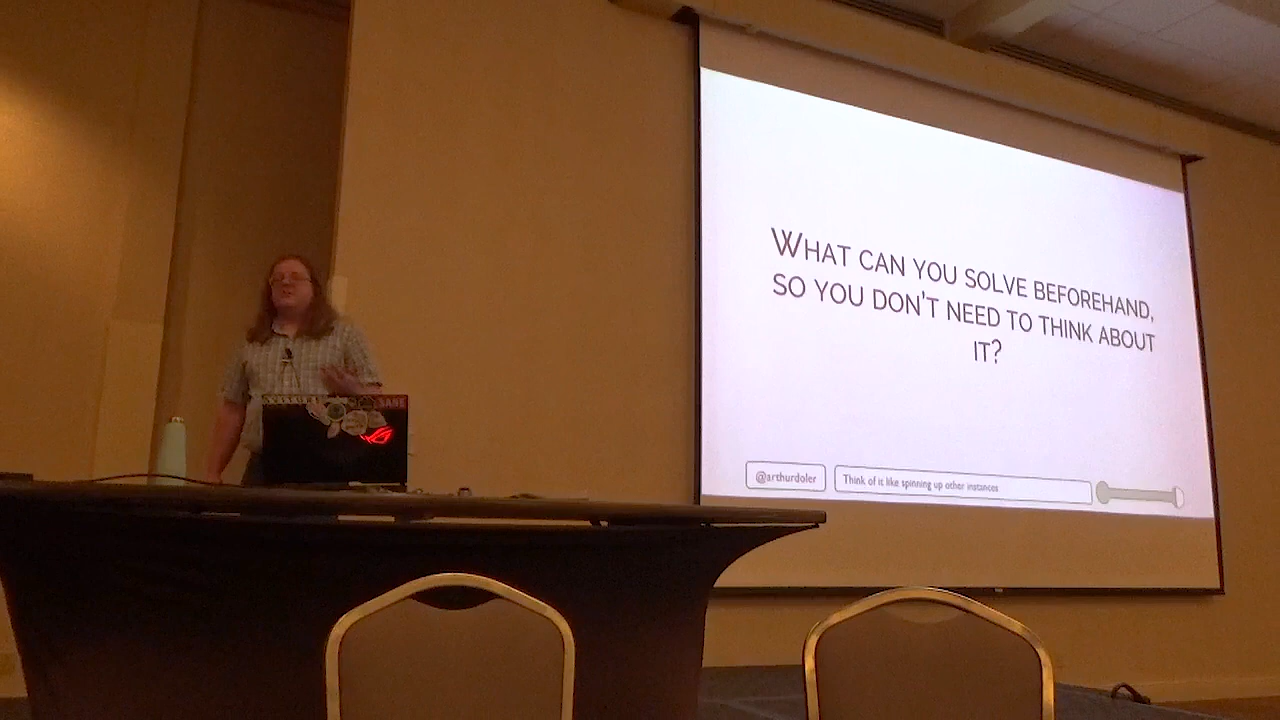 What can you solve beforehand,
so you don't need to think about
it?
@arthurdoler
Think of it like spinning up other instances